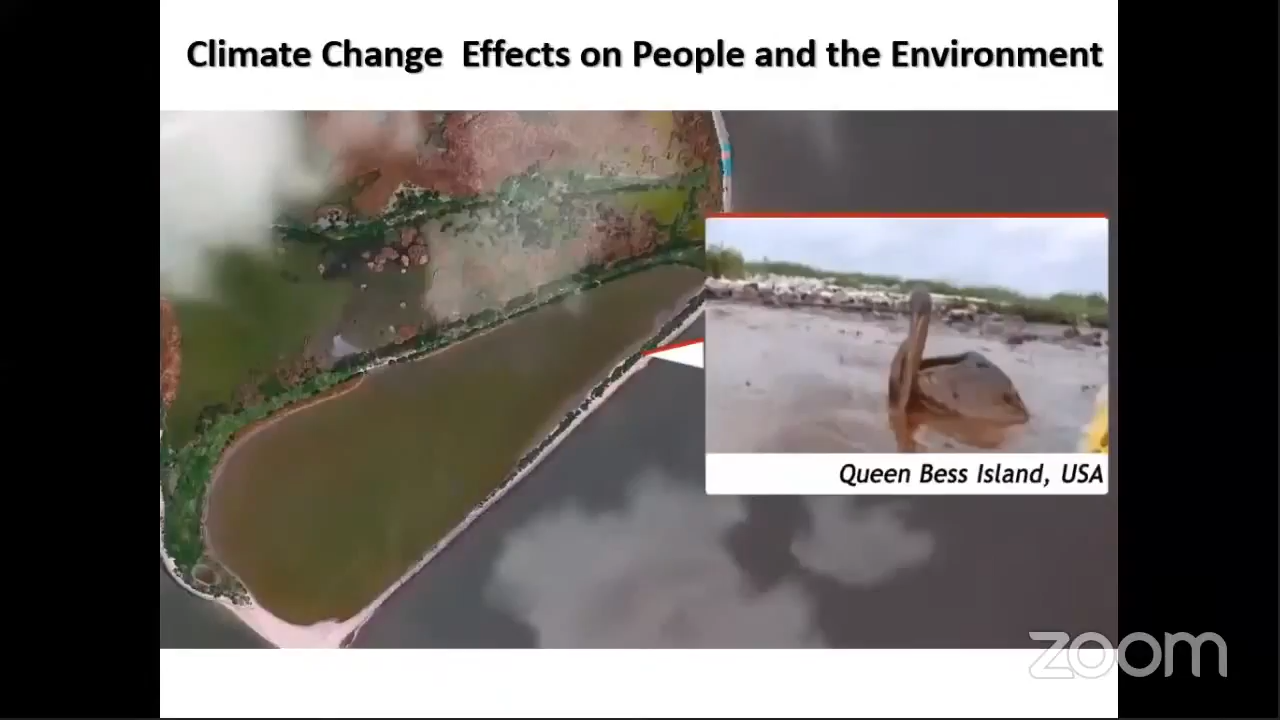 Climate Change Effects on People and the Environment
Queen Bess Island, USA
zoom